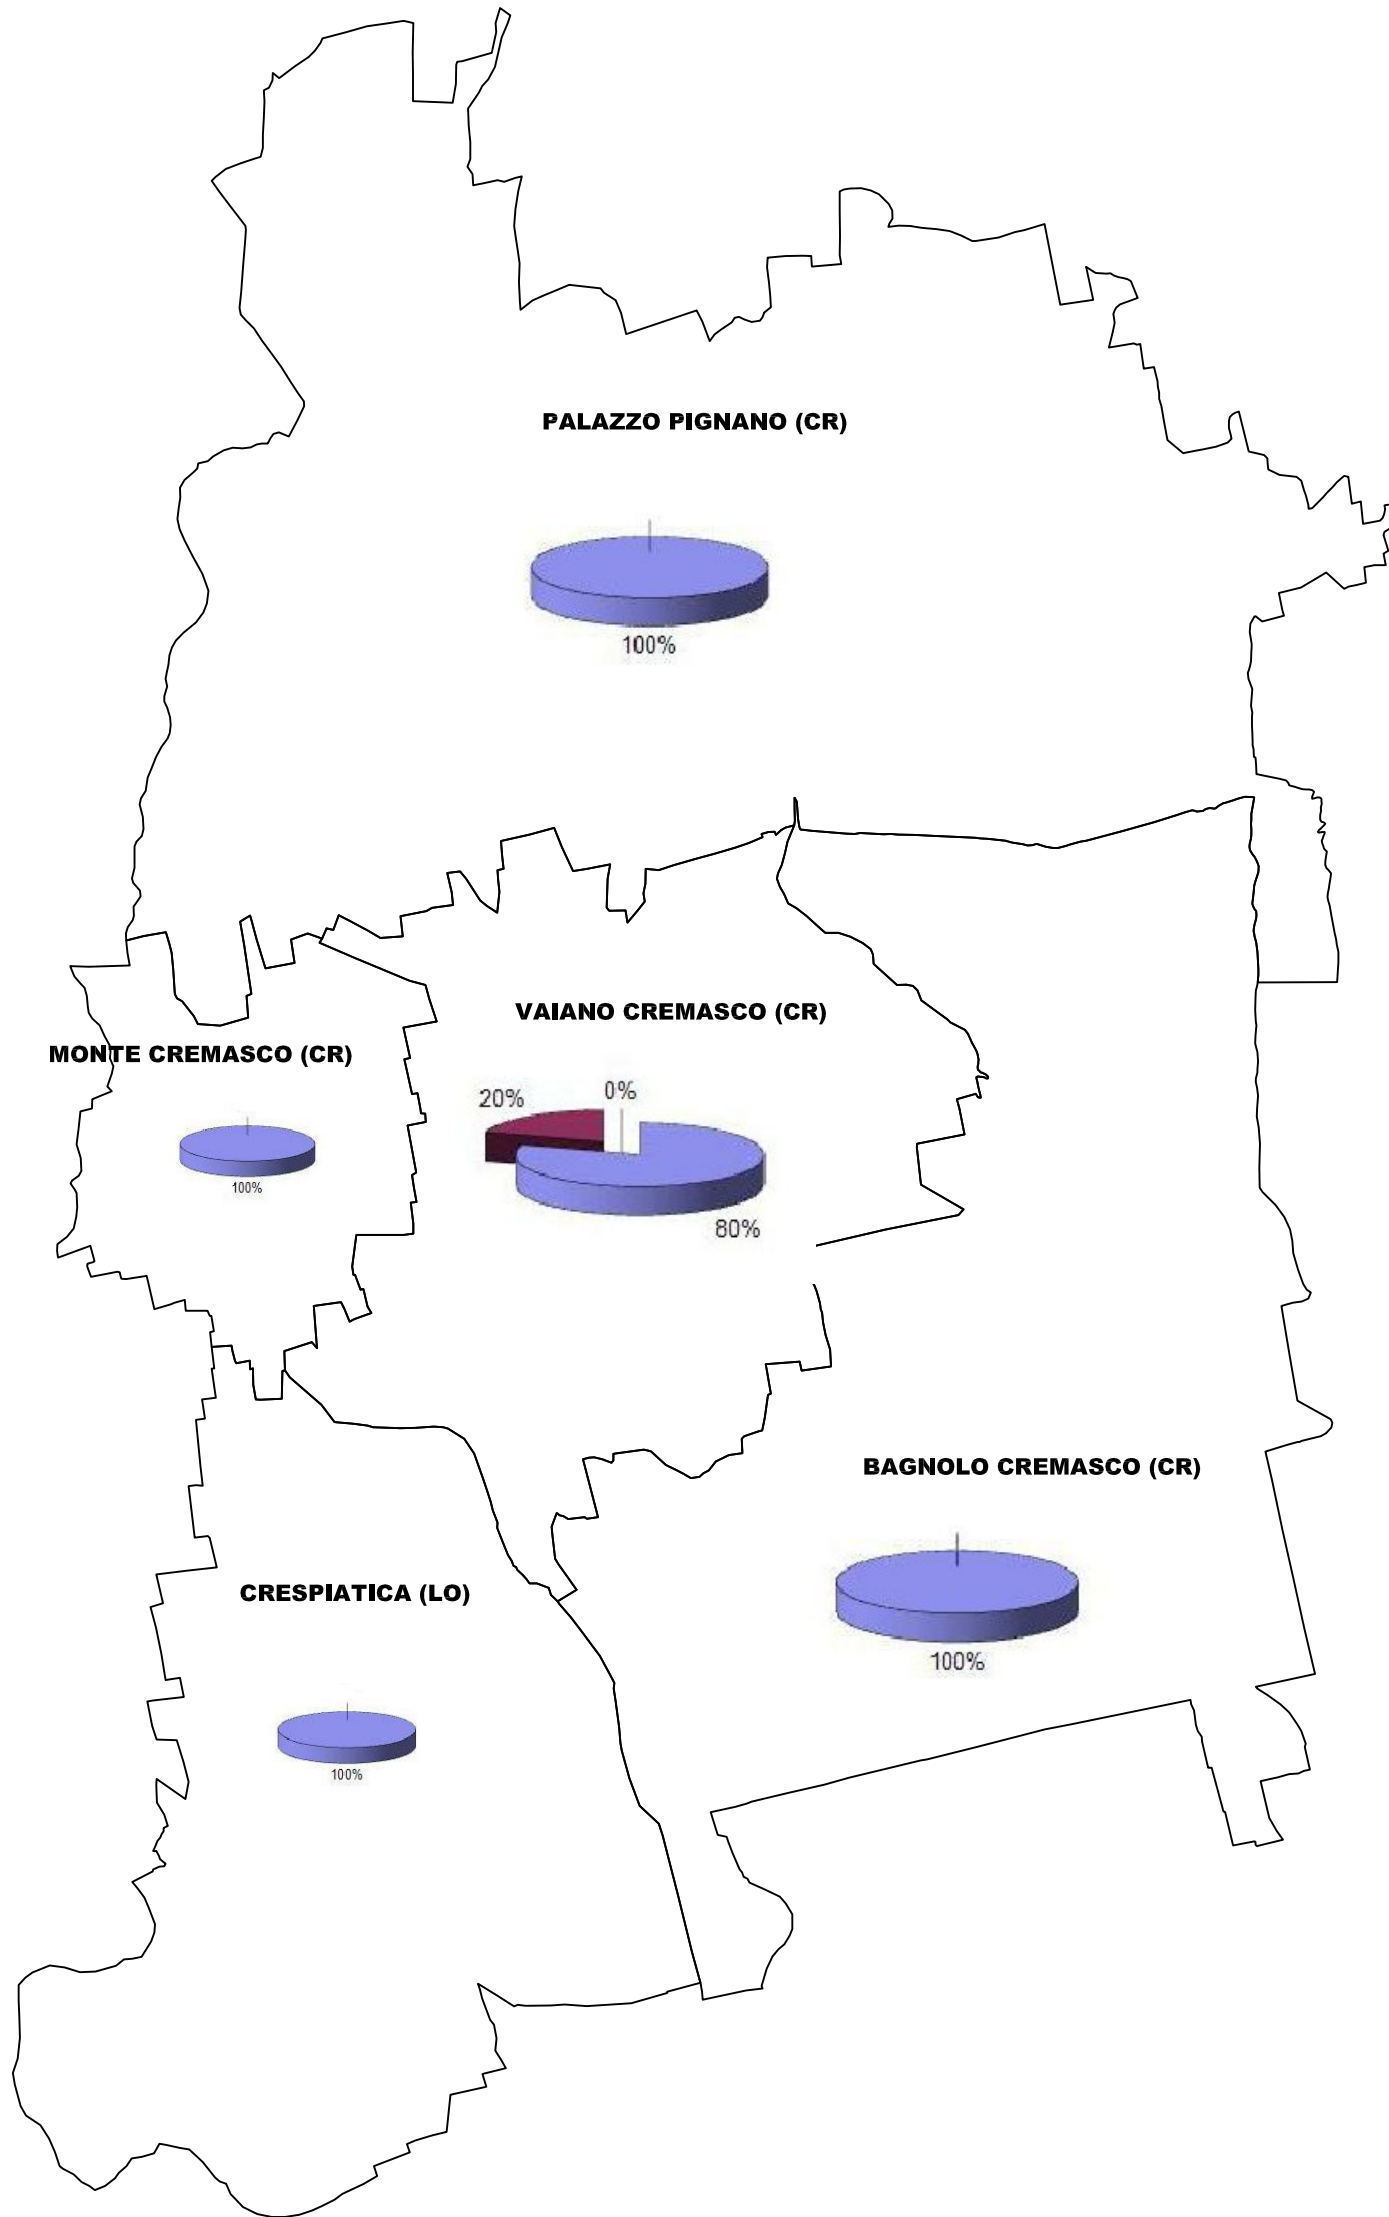 PALAZZO PIGNANO (CR)
100%
VAIANO CREMASCO (CR)
MONTE CREMASCO (CR)
20%
0%
100%
80%
BAGNOLO CREMASCO (CR)
100%
CRESPIATICA (LO)
100%